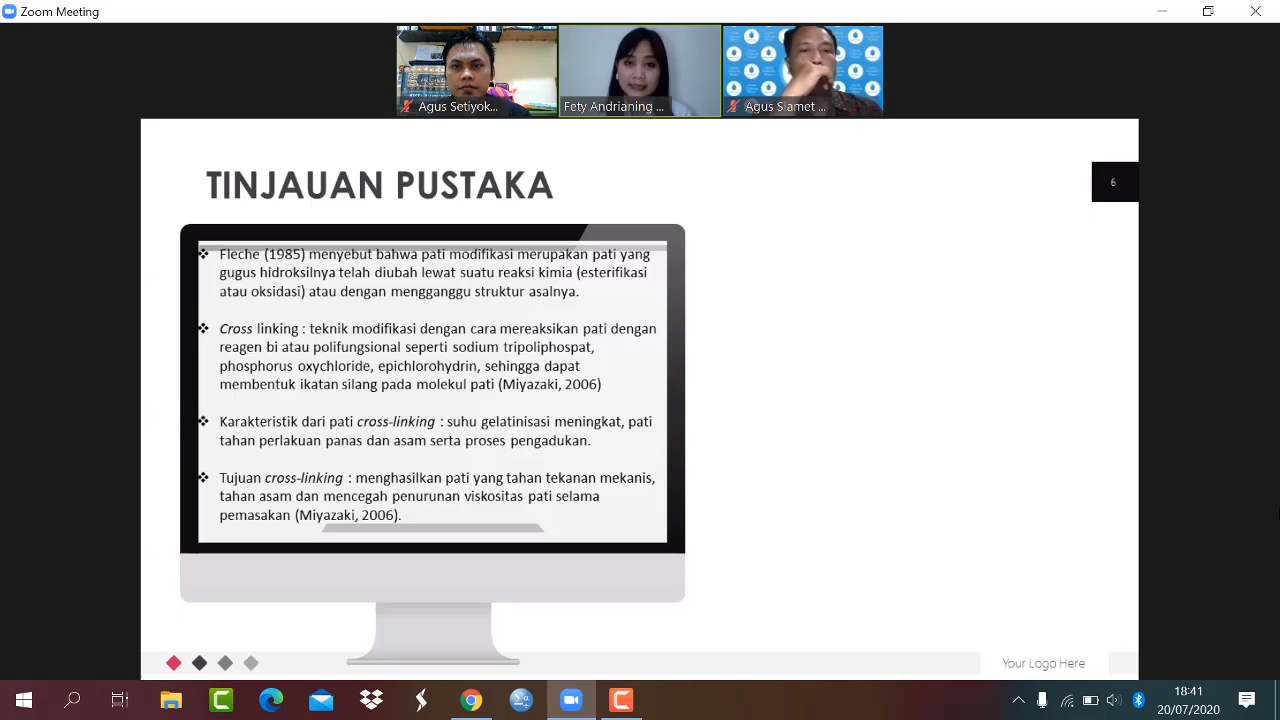 Zoom Meeting
Agus Setiyok...
Fety Andrianing ...
Agus Slamet ...
TINJAUAN PUSTAKA
6
❖ Fleche (1985) menyebut bahwa pati modifikasi merupakan pati yang
gugus hidroksilnya telah diubah lewat suatu reaksi kimia (esterifikasi
atau oksidasi) atau dengan mengganggu struktur asalnya.
❖ Cross linking : teknik modifikasi dengan cara mereaksikan pati dengan
reagen bi atau polifungsional seperti sodium tripoliphospat,
phosphorus oxychloride, epichlorohydrin, sehingga dapat
membentuk ikatan silang pada molekul pati (Miyazaki, 2006)
❖ Karakteristik dari pati cross-linking : suhu gelatinisasi meningkat, pati
tahan perlakuan panas dan asam serta proses pengadukan.
❖ Tujuan cross-linking : menghasilkan pati yang tahan tekanan mekanis,
tahan asam dan mencegah penurunan viskositas pati selama
pemasakan (Miyazaki, 2006).
Your Logo Here
18:41
20/07/2020